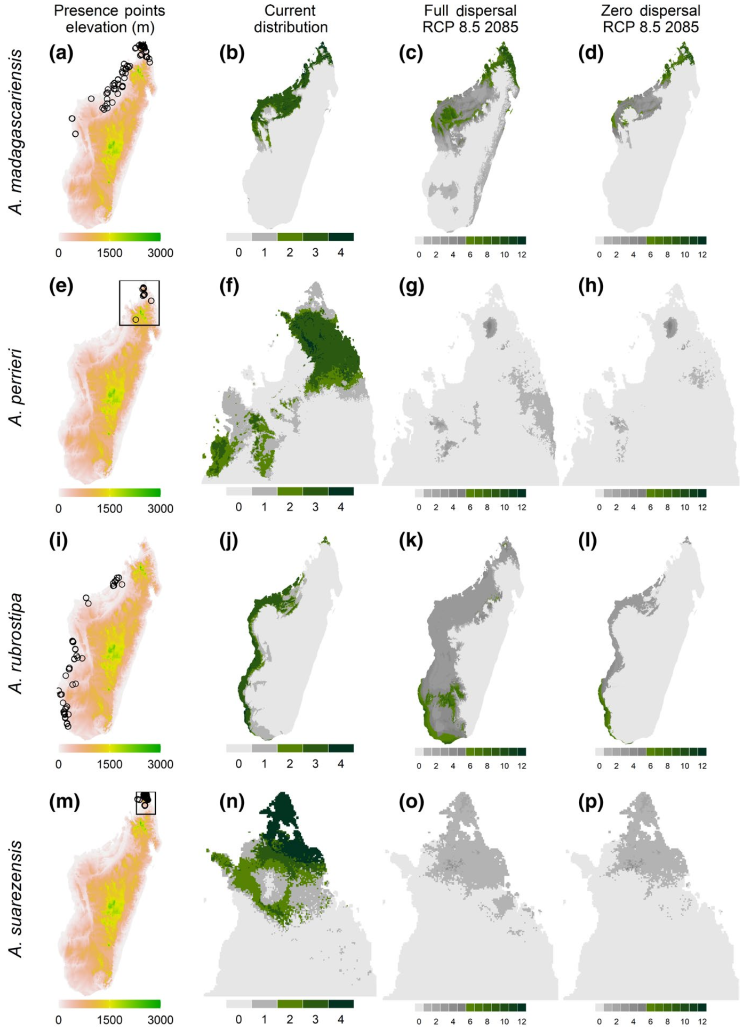 Presence points
elevation (m)
Current
distribution
Full dispersal
RCP 8.5 2085
Zero dispersal
RCP 8.5 2085
A. madagascariensis
(a)
(b)
(c)
(d)
0 1500 3000
0 1 2 3 4
0 2 4 6 8 10 12
0 2 4 6 8 10 12
A. perrieri
(e)
(f)
(g)
(h)
0 1500 3000
0 1 2 3 4
0 2 4 6 8 10 12
0 2 4 6 8 10 12
A. rubrostipa
(i)
(j)
(k)
(l)
0 1500 3000
0 1 2 3 4
0 2 4 6 8 10 12
0 2 4 6 8 10 12
A. suarezensis
(m)
(n)
(o)
(p)
0 1500 3000
0 1 2 3 4
0 2 4 6 8 10 12
0 2 4 6 8 10 12